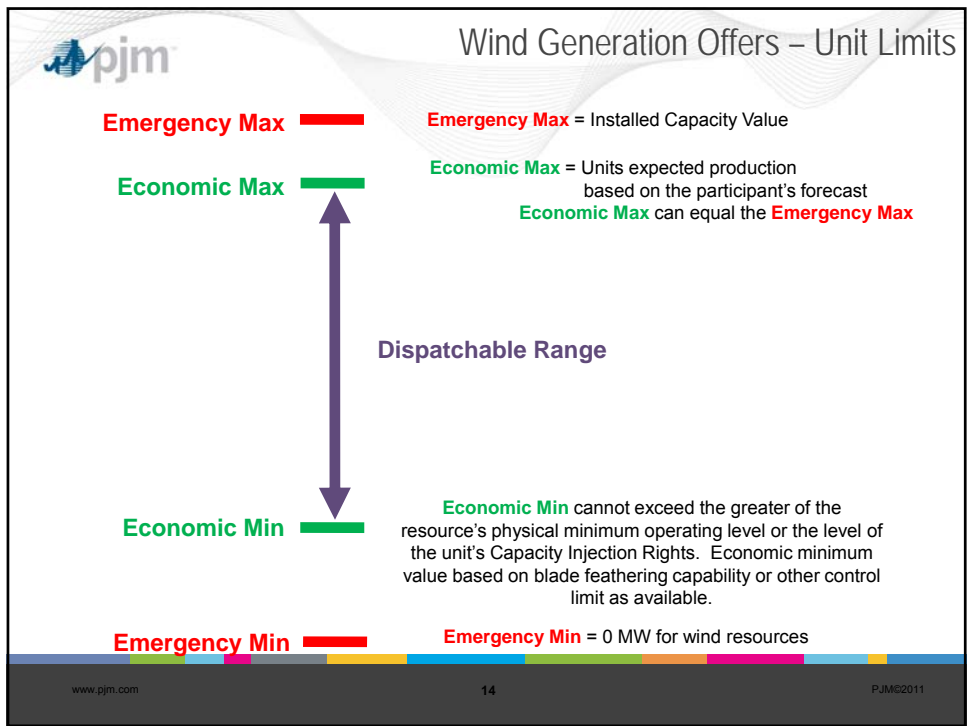 pjm
Wind Generation Offers – Unit Limits
Emergency Max
Emergency Max = Installed Capacity Value
Economic Max
Economic Max = Units expected production
based on the participant's forecast
Economic Max can equal the Emergency Max
Dispatchable Range
Economic Min
Economic Min cannot exceed the greater of the
resource's physical minimum operating level or the level of
the unit's Capacity Injection Rights. Economic minimum
value based on blade feathering capability or other control
limit as available.
Emergency Min
Emergency Min = 0 MW for wind resources
www.pjm.com
14
PJM©2011